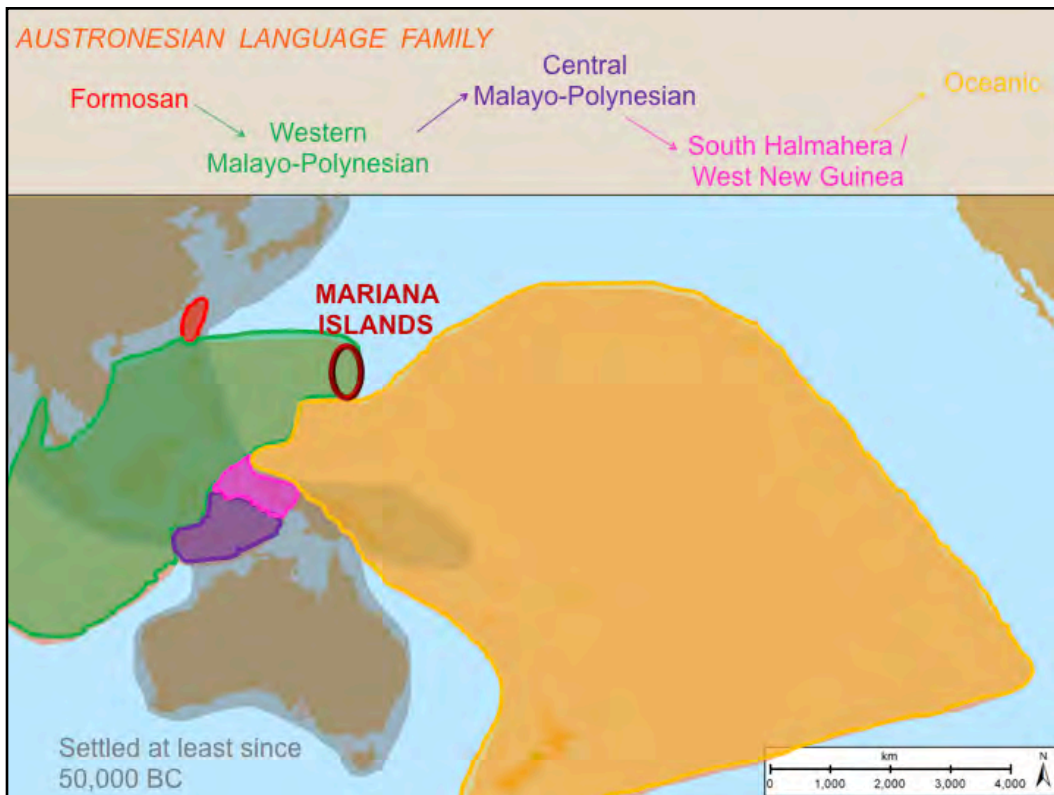 AUSTRONESIAN LANGUAGE FAMILY
Formosan
Western
Malayo-Polynesian
Central
Malayo-Polynesian
South Halmahera /
West New Guinea
Oceanic
MARIANA
ISLANDS
Settled at least since
50,000 BC
km
N
0 1,000 2,000 3,000 4,000